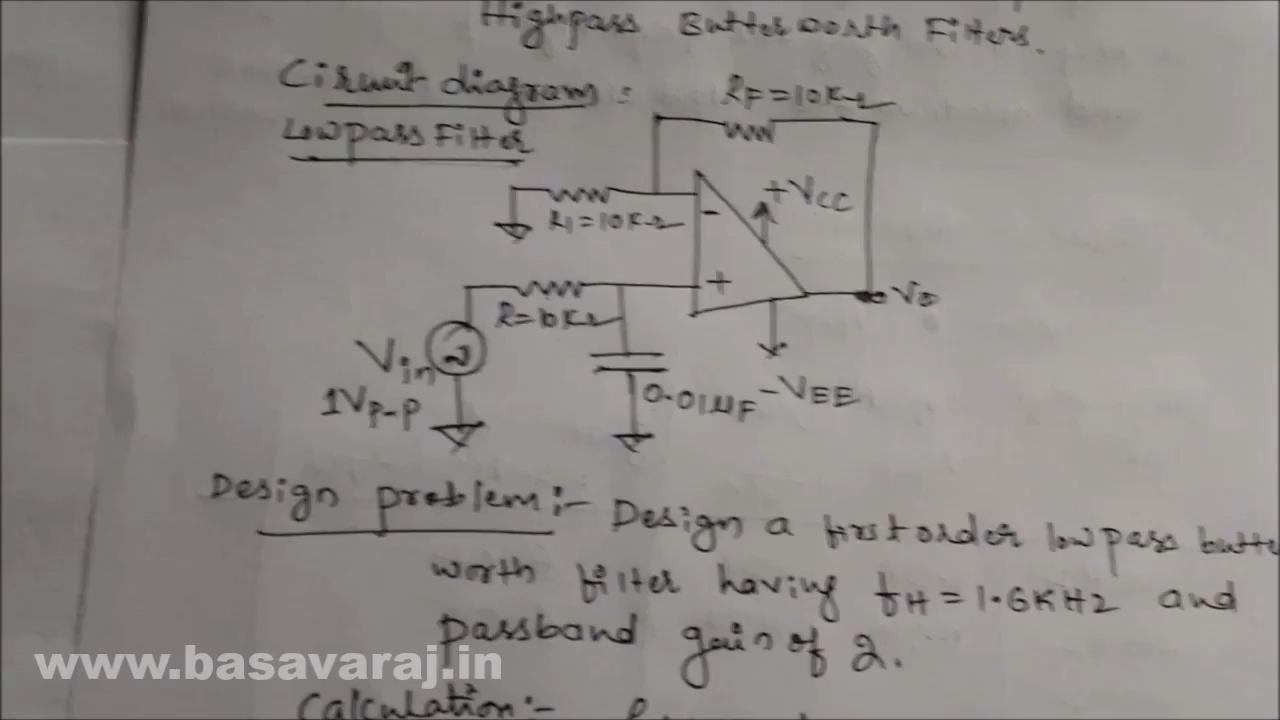 Highpass Butterworth Filters.
Circuit diagram:
Lowpass Filter
RF=10KΩ
+VCC
R1=10KΩ
-
+
R=10KΩ
Vo
Vin
1Vp-p
0.01µF
-VEE
Design problem:- Design a first order lowpass butte
worth filter having fH=1.6KHz and
passband gain of 2.
www.basavaraj.in
Calculation:-